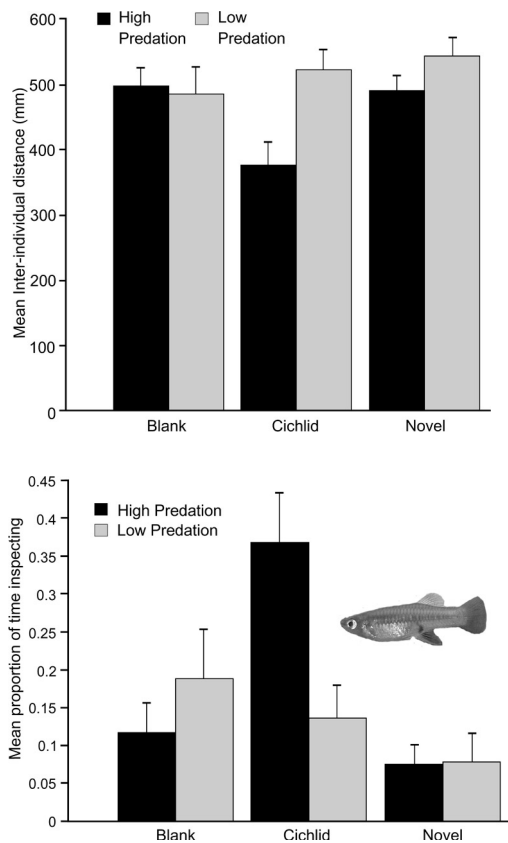 600
High Predation
Low Predation
500
400
300
200
100
0
Mean Inter-individual distance (mm)
Blank Cichlid Novel
0.45
High Predation
0.4
Low Predation
0.35
0.3
0.25
0.2
0.15
0.1
0.05
0
Mean proportion of time inspecting
Blank Cichlid Novel